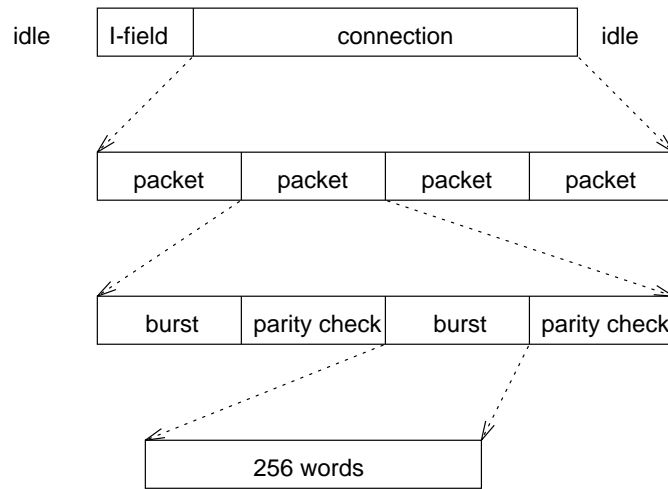 idle I-field connection idle
packet packet packet packet
burst parity check burst parity check
256 words